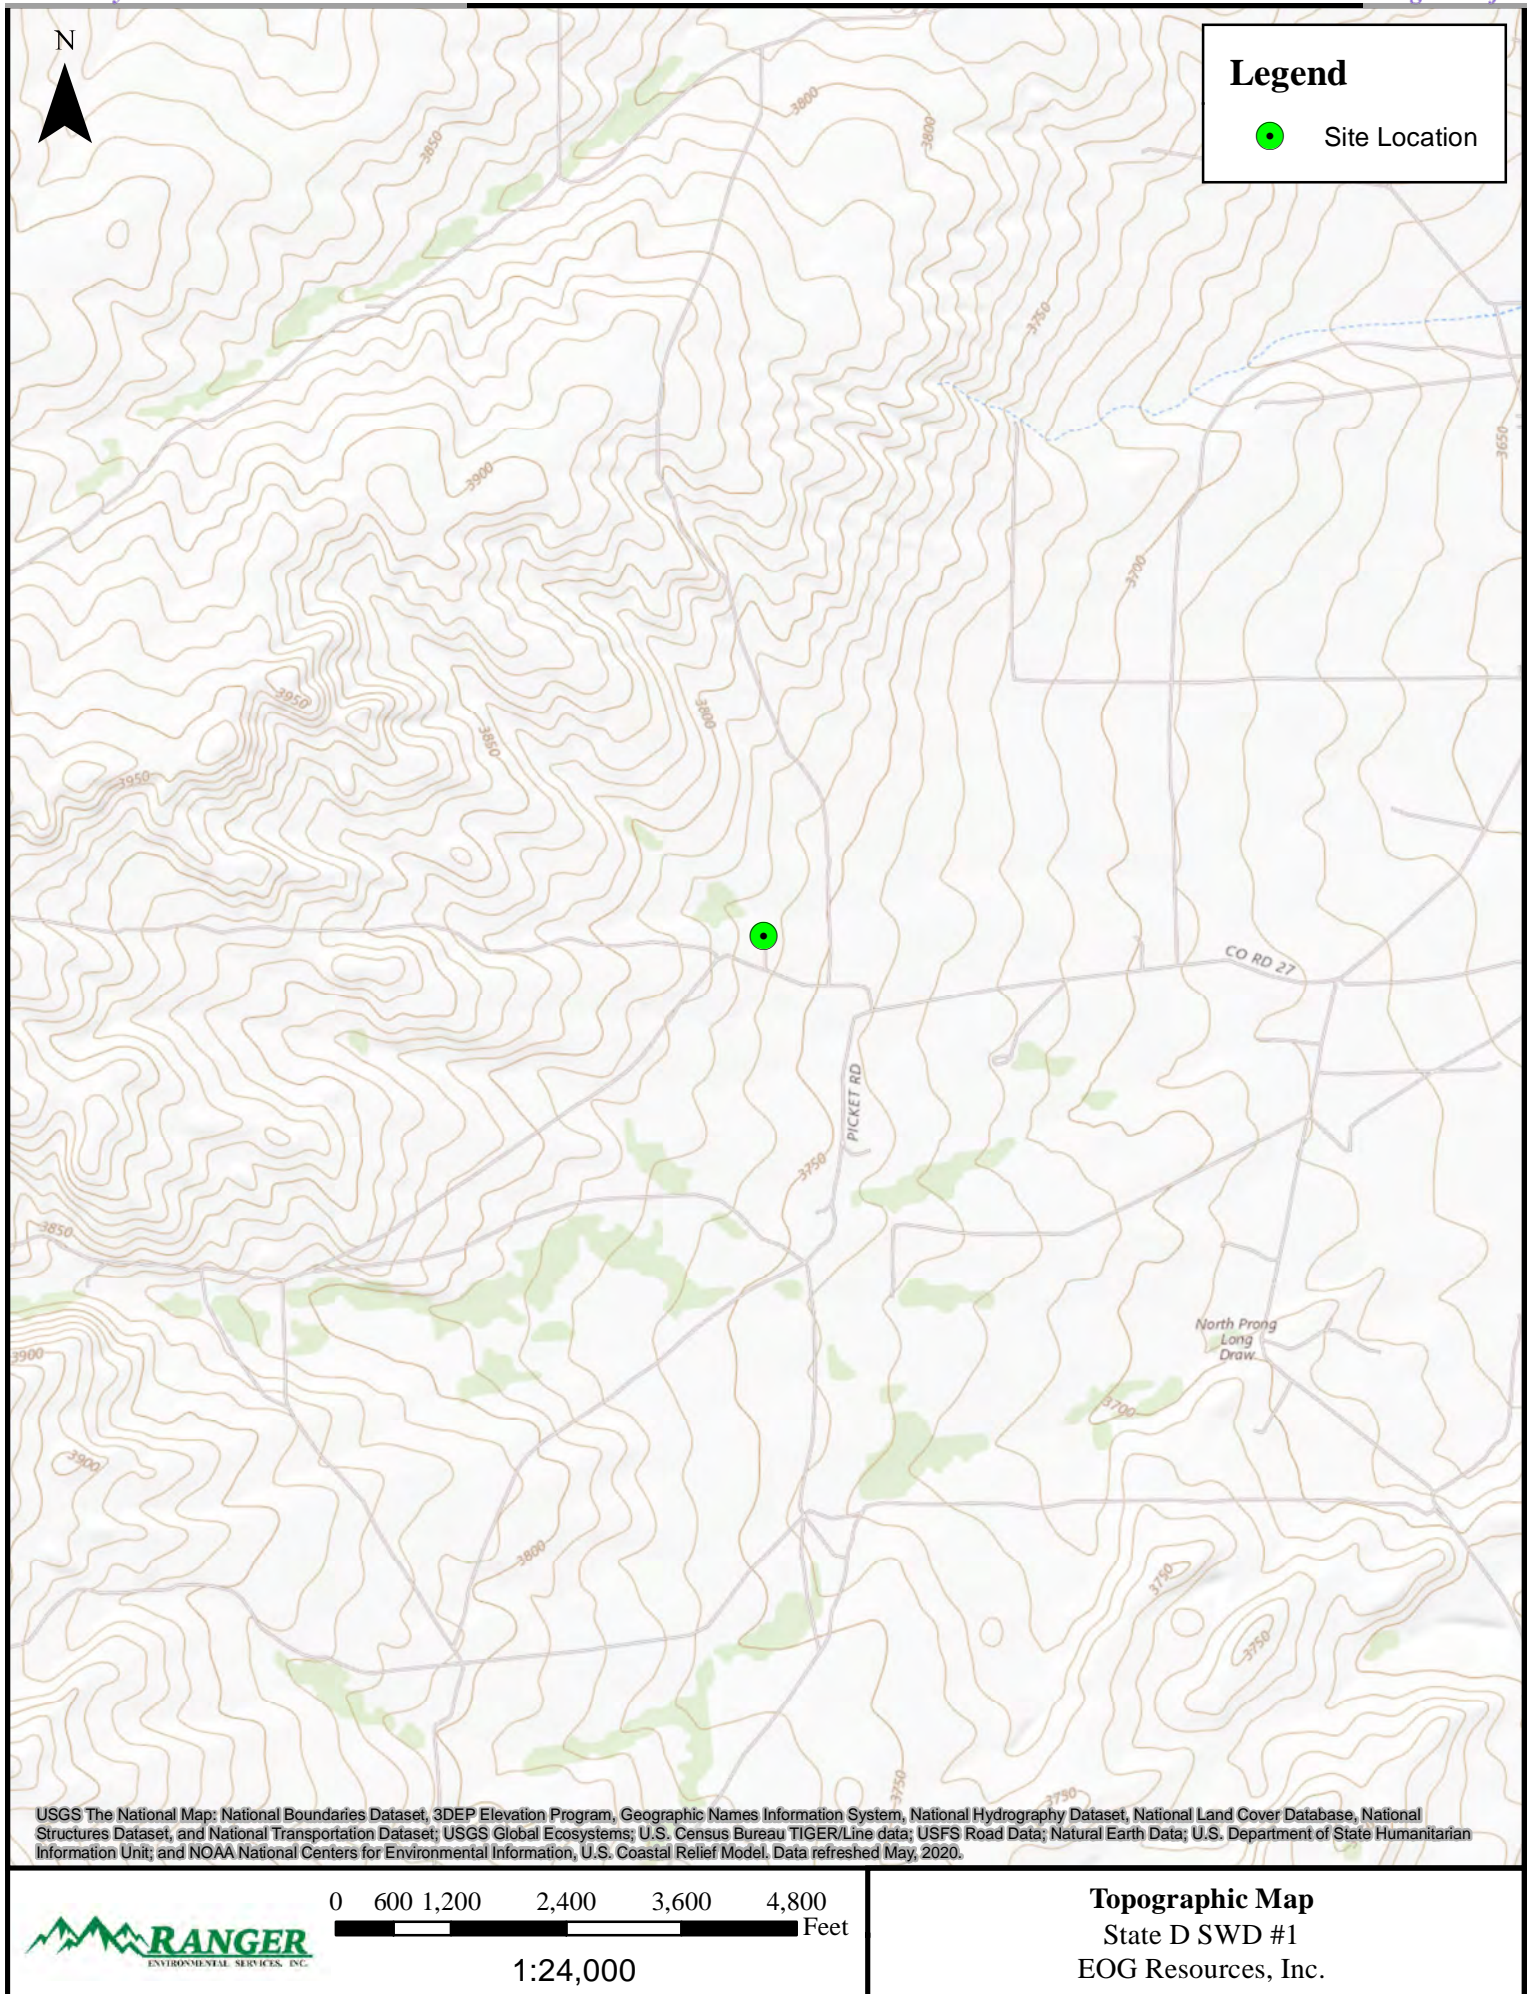 N
Legend
Site Location
3850
3800
3800
3750
3650
3900
3700
3950
3800
3850
3950
CO RD 27
PICKET RD
3750
3850
North Prong
Long
Draw
3900
3700
3900
3800
3750
3750
3750
3750
USGS The National Map: National Boundaries Dataset, 3DEP Elevation Program, Geographic Names Information System, National Hydrography Dataset, National Land Cover Database, National
Structures Dataset, and National Transportation Dataset; USGS Global Ecosystems; U.S. Census Bureau TIGER/Line data; USFS Road Data; Natural Earth Data; U.S. Department of State Humanitarian
Information Unit; and NOAA National Centers for Environmental Information, U.S. Coastal Relief Model. Data refreshed May, 2020.
RANGER
ENVIRONMENTAL SERVICES, INC.
0 600 1,200 2,400 3,600 4,800
Feet
1:24,000
Topographic Map
State D SWD #1
EOG Resources, Inc.